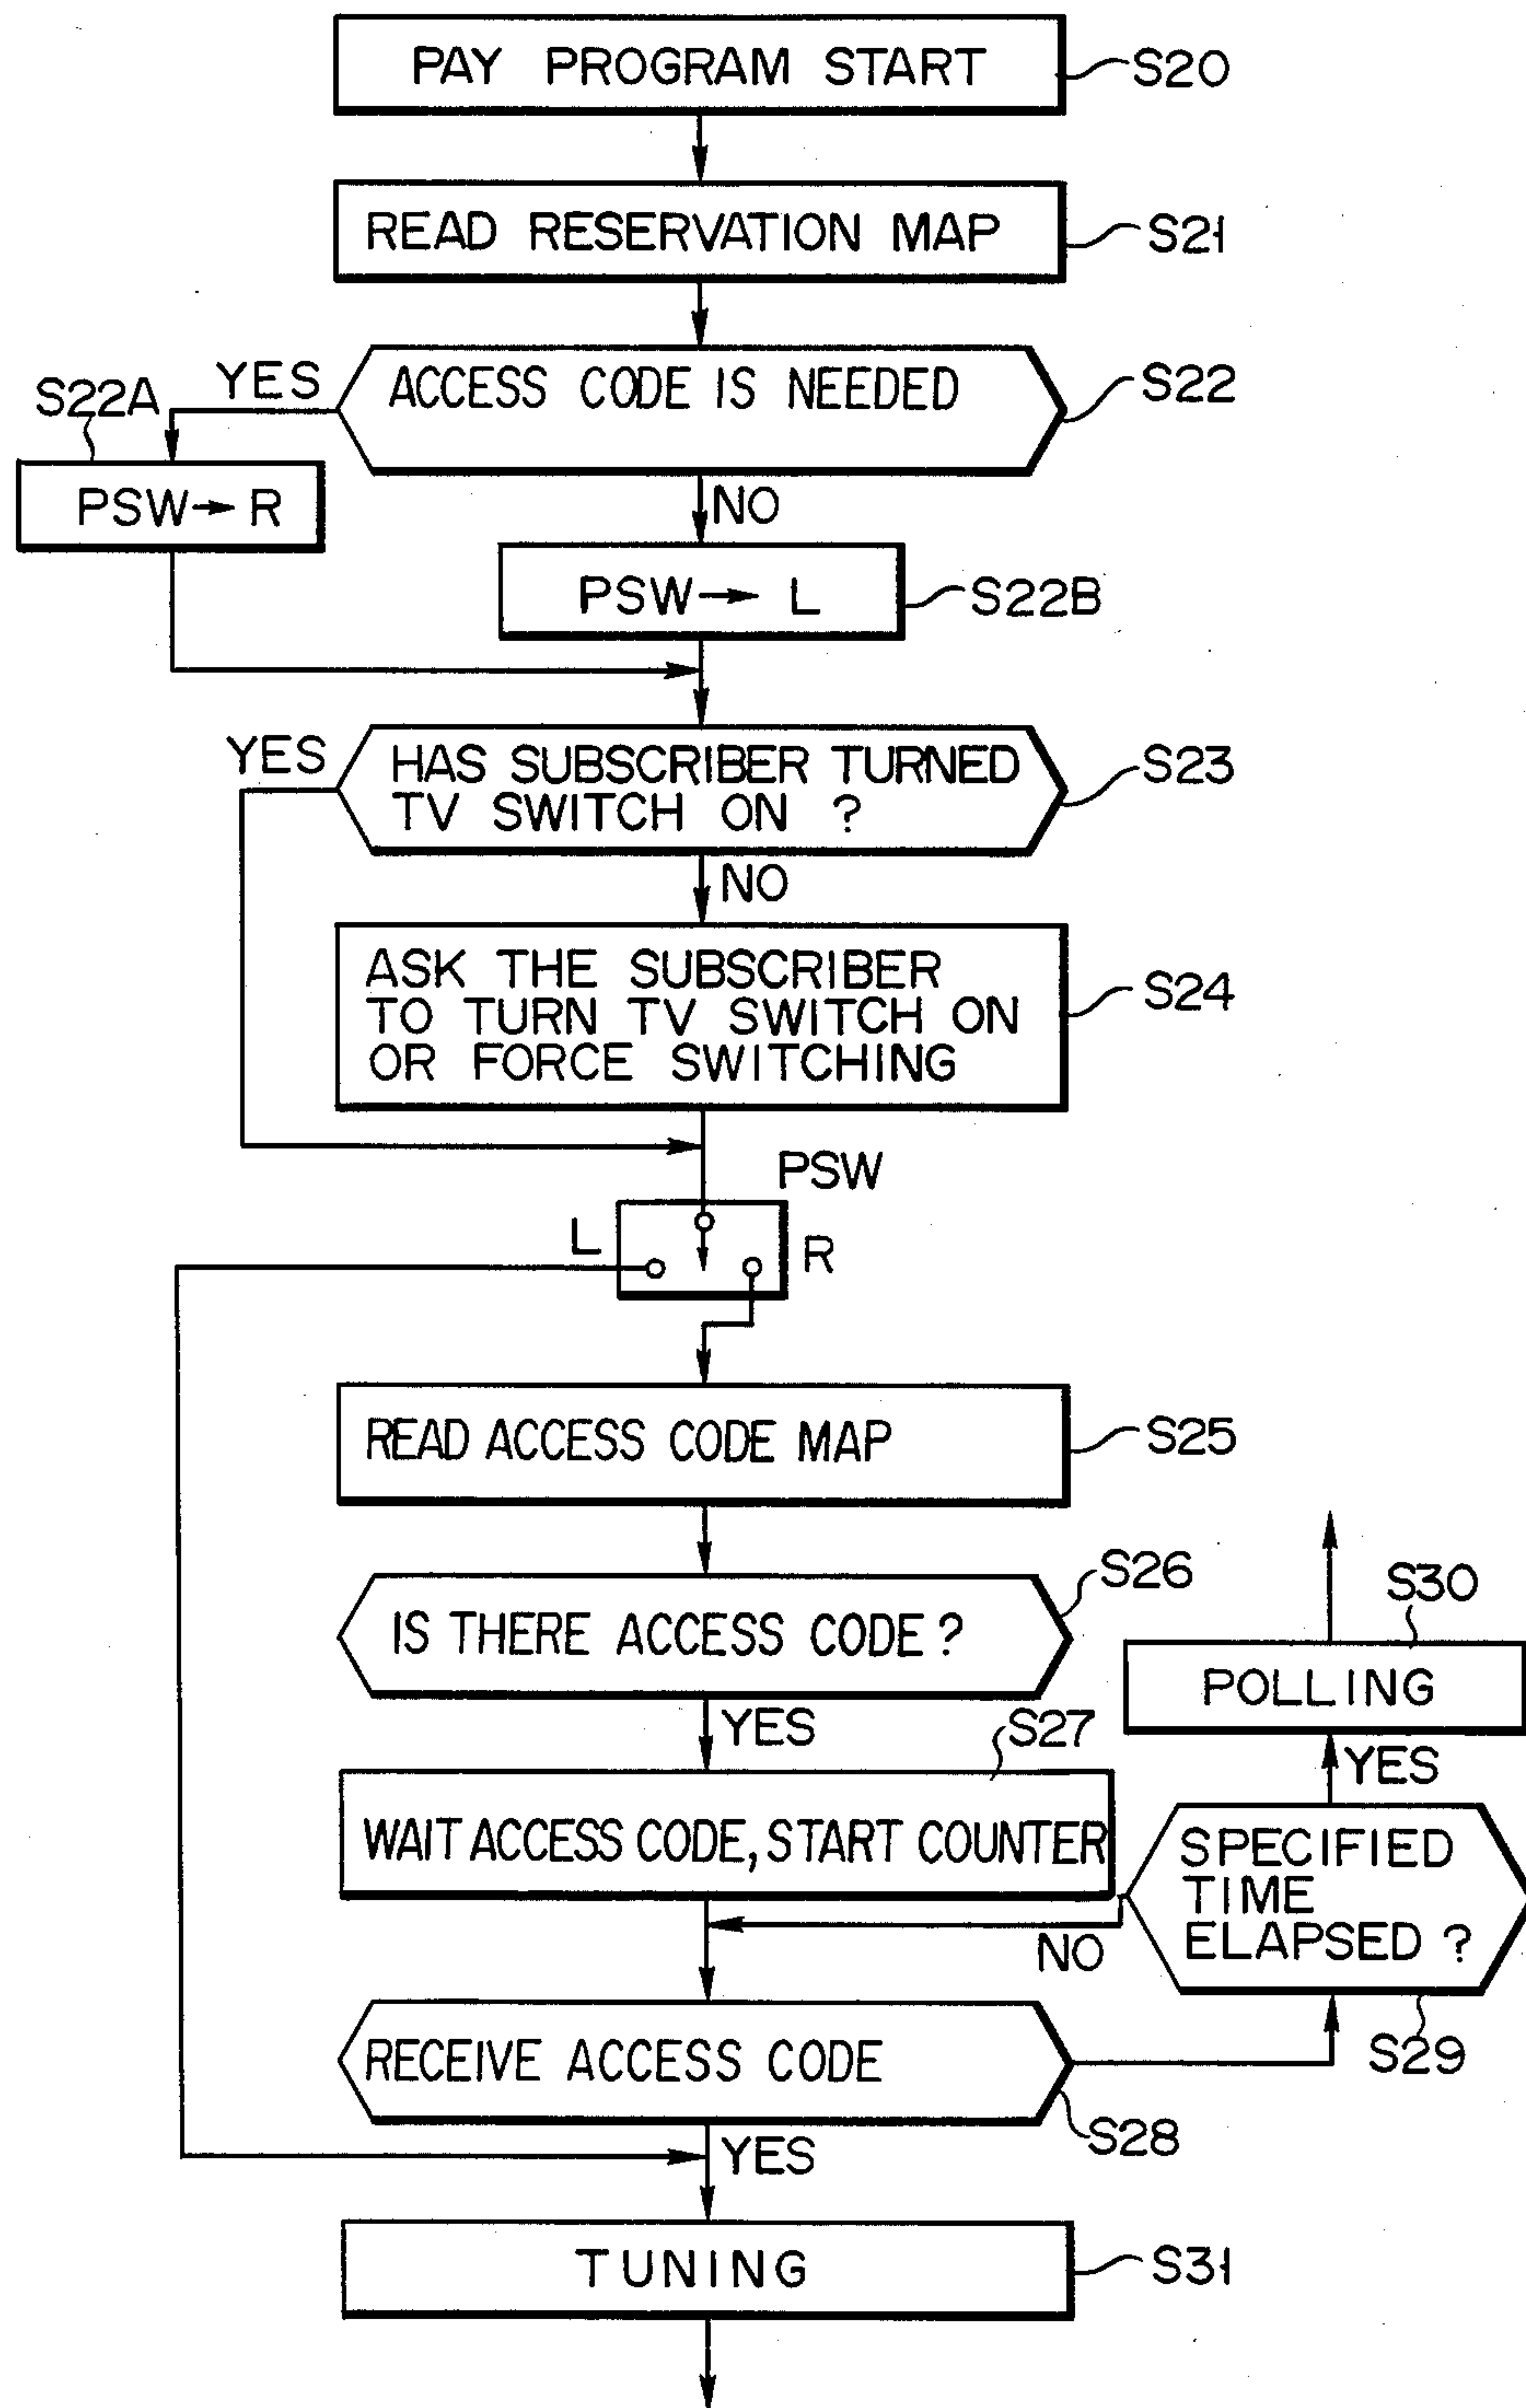 PAY PROGRAM START
S20
READ RESERVATION MAP
S21
ACCESS CODE IS NEEDED
S22
YES
S22A
PSW→R
NO
PSW→ L
S22B
YES
HAS SUBSCRIBER TURNED
TV SWITCH ON ?
S23
NO
ASK THE SUBSCRIBER
TO TURN TV SWITCH ON
OR FORCE SWITCHING
S24
PSW
L
R
READ ACCESS CODE MAP
S25
IS THERE ACCESS CODE?
S26
S30
POLLING
YES
S27
YES
WAIT ACCESS CODE, START COUNTER
SPECIFIED
TIME
ELAPSED ?
NO
S29
RECEIVE ACCESS CODE
S28
YES
TUNING
S31